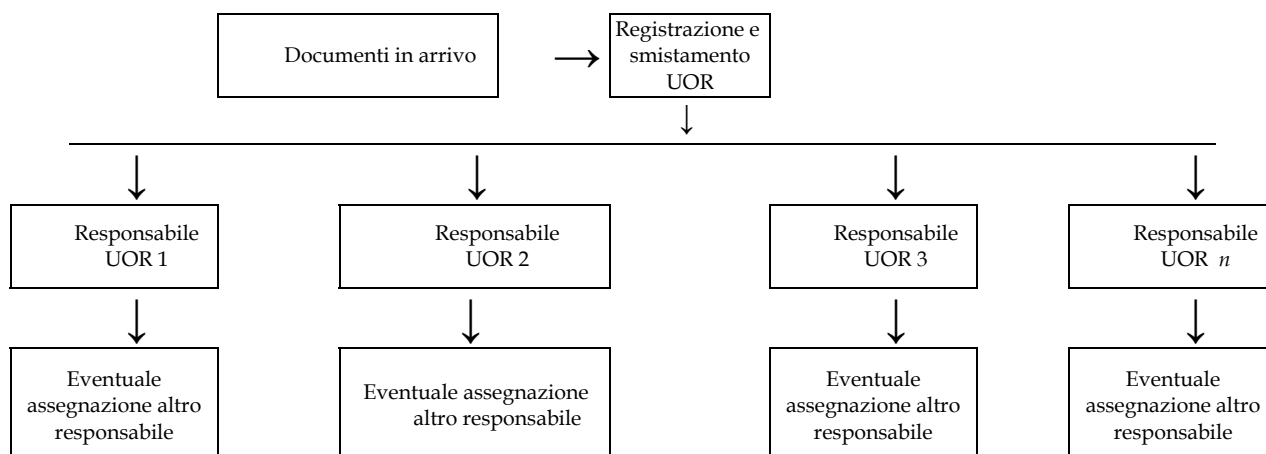 Documenti in arrivo
Registrazione e
smistamento
UOR
Responsabile
UOR 1
Responsabile
UOR 2
Responsabile
UOR 3
Responsabile
UOR n
Eventuale
assegnazione altro
responsabile
Eventuale assegnazione
altro responsabile
Eventuale
assegnazione altro
responsabile
Eventuale
assegnazione altro
responsabile